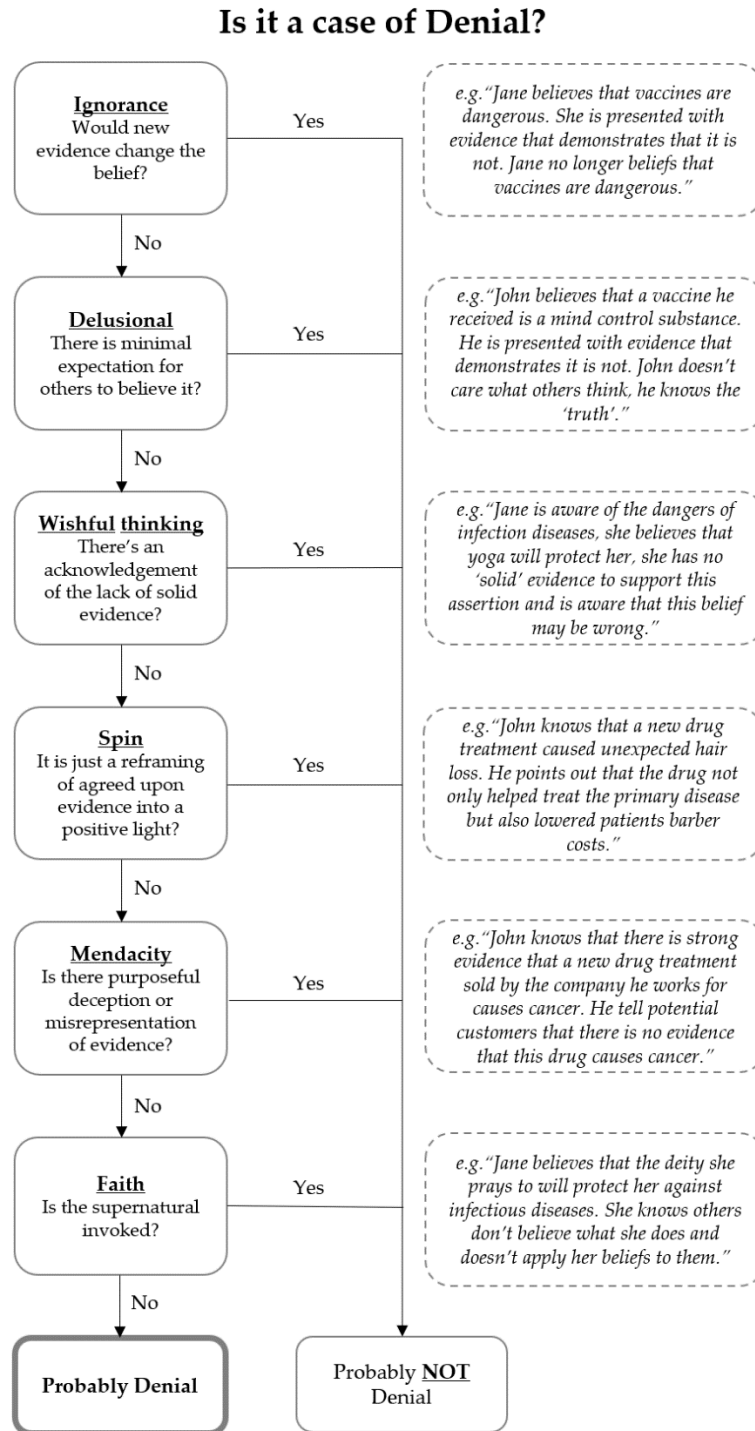 Is it a case of Denial?
Ignorance
Would new
evidence change the
belief?
Yes
e.g."Jane believes that vaccines are
dangerous. She is presented with
evidence that demonstrates that it is
not. Jane no longer beliefs that
vaccines are dangerous."
No
Delusional
There is minimal
expectation for
others to believe it?
Yes
e.g."John believes that a vaccine he
received is a mind control substance.
He is presented with evidence that
demonstrates it is not. John doesn't
care what others think, he knows the
'truth'."
No
Wishful thinking
There's an
acknowledgement
of the lack of solid
evidence?
Yes
e.g."Jane is aware of the dangers of
infection diseases, she believes that
yoga will protect her, she has no
'solid' evidence to support this
assertion and is aware that this belief
may be wrong."
No
Spin
It is just a reframing
of agreed upon
evidence into a
positive light?
Yes
e.g."John knows that a new drug
treatment caused unexpected hair
loss. He points out that the drug not
only helped treat the primary disease
but also lowered patients barber
costs."
No
Mendacity
Is there purposeful
deception or
misrepresentation
of evidence?
Yes
e.g."John knows that there is strong
evidence that a new drug treatment
sold by the company he works for
causes cancer. He tell potential
customers that there is no evidence
that this drug causes cancer."
No
Faith
Is the supernatural
invoked?
Yes
e.g."Jane believes that the deity she
prays to will protect her against
infectious diseases. She knows others
don't believe what she does and
doesn't apply her beliefs to them."
No
Probably Denial
Probably NOT
Denial